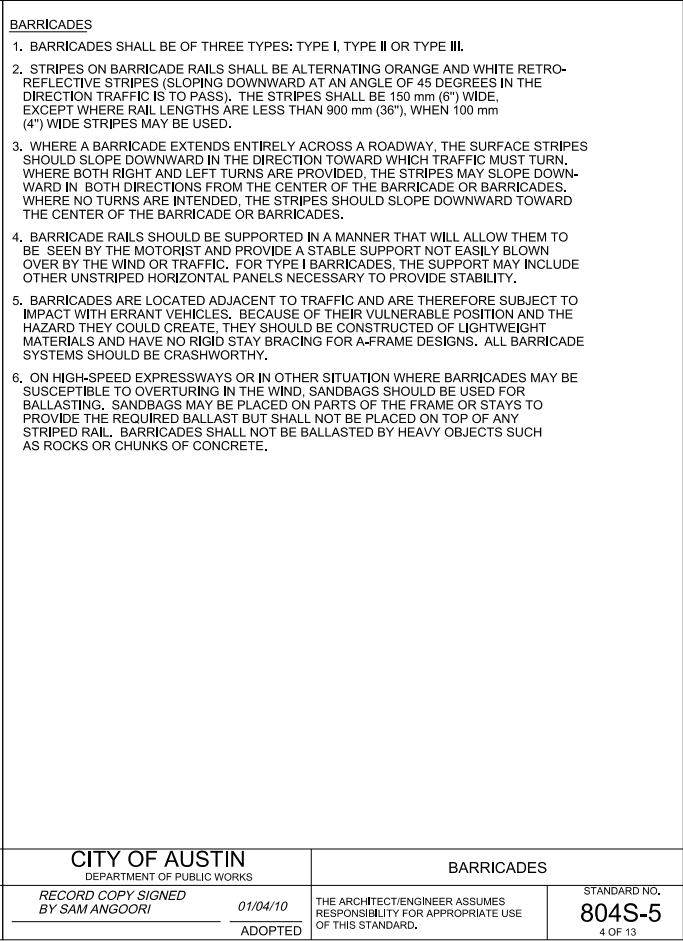 BARRICADES
1. BARRICADES SHALL BE OF THREE TYPES: TYPE I, TYPE II OR TYPE III.
2. STRIPES ON BARRICADE RAILS SHALL BE ALTERNATING ORANGE AND WHITE RETRO-
REFLECTIVE STRIPES (SLOPING DOWNWARD AT AN ANGLE OF 45 DEGREES IN THE
DIRECTION TRAFFIC IS TO PASS). THE STRIPES SHALL BE 150 mm (6") WIDE,
EXCEPT WHERE RAIL LENGTHS ARE LESS THAN 900 mm (36"), WHEN 100 mm
(4") WIDE STRIPES MAY BE USED.
3. WHERE A BARRICADE EXTENDS ENTIRELY ACROSS A ROADWAY, THE SURFACE STRIPES
SHOULD SLOPE DOWNWARD IN THE DIRECTION TOWARD WHICH TRAFFIC MUST TURN.
WHERE BOTH RIGHT AND LEFT TURNS ARE PROVIDED, THE STRIPES MAY SLOPE DOWN-
WARD IN BOTH DIRECTIONS FROM THE CENTER OF THE BARRICADE OR BARRICADES.
WHERE NO TURNS ARE INTENDED, THE STRIPES SHOULD SLOPE DOWNWARD TOWARD
THE CENTER OF THE BARRICADE OR BARRICADES.
4. BARRICADE RAILS SHOULD BE SUPPORTED IN A MANNER THAT WILL ALLOW THEM TO
BE SEEN BY THE MOTORIST AND PROVIDE A STABLE SUPPORT NOT EASILY BLOWN
OVER BY THE WIND OR TRAFFIC. FOR TYPE I BARRICADES, THE SUPPORT MAY INCLUDE
OTHER UNSTRIPED HORIZONTAL PANELS NECESSARY TO PROVIDE STABILITY.
5. BARRICADES ARE LOCATED ADJACENT TO TRAFFIC AND ARE THEREFORE SUBJECT TO
IMPACT WITH ERRANT VEHICLES. BECAUSE OF THEIR VULNERABLE POSITION AND THE
HAZARD THEY COULD CREATE, THEY SHOULD BE CONSTRUCTED OF LIGHTWEIGHT
MATERIALS AND HAVE NO RIGID STAY BRACING FOR A-FRAME DESIGNS. ALL BARRICADE
SYSTEMS SHOULD BE CRASHWORTHY.
6. ON HIGH-SPEED EXPRESSWAYS OR IN OTHER SITUATION WHERE BARRICADES MAY BE
SUSCEPTIBLE TO OVERTURING IN THE WIND, SANDBAGS SHOULD BE USED FOR
BALLASTING. SANDBAGS MAY BE PLACED ON PARTS OF THE FRAME OR STAYS TO
PROVIDE THE REQUIRED BALLAST BUT SHALL NOT BE PLACED ON TOP OF ANY
STRIPED RAIL. BARRICADES SHALL NOT BE BALLASTED BY HEAVY OBJECTS SUCH
AS ROCKS OR CHUNKS OF CONCRETE.
CITY OF AUSTIN
DEPARTMENT OF PUBLIC WORKS
BARRICADES
RECORD COPY SIGNED
BY SAM ANGOORI
01/04/10
ADOPTED
THE ARCHITECT/ENGINEER ASSUMES
RESPONSIBILITY FOR APPROPRIATE USE
OF THIS STANDARD.
STANDARD NO.
804S-5
4 OF 13